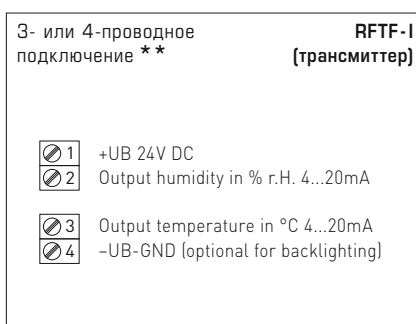 3- или 4-проводное RFTF-I
подключение ** (трансмиттер)
1 +UB 24V DC
2 Output humidity in % r.H. 4...20mA
3 Output temperature in °C 4...20mA
4 –UB-GND (optional for backlighting)